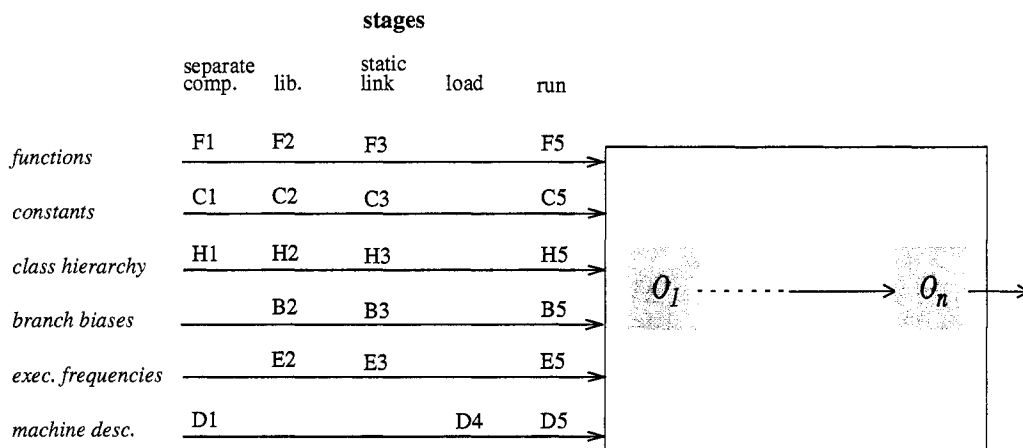 stages
separate comp. lib. static link load run
functions F1 F2 F3 F5
constants C1 C2 C3 C5
class hierarchy H1 H2 H3 H5
branch biases B2 B3 B5
exec. frequencies E2 E3 E5
machine desc. D1 D4 D5
O1 On